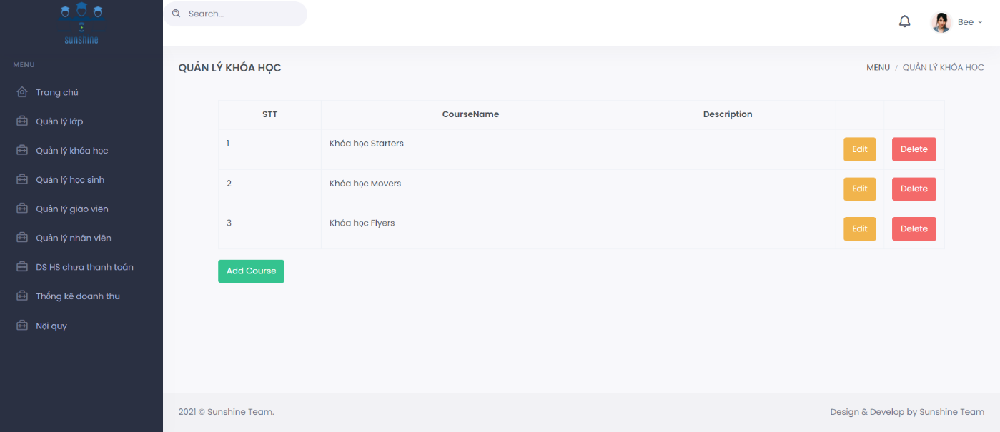 sunshine
Search...
Bee
MENU
Trang chủ
Quản lý lớp
Quản lý khóa học
Quản lý học sinh
Quản lý giáo viên
Quản lý nhân viên
DS HS chưa thanh toán
Thống kê doanh thu
Nội quy
QUẢN LÝ KHÓA HỌC
MENU / QUẢN LÝ KHÓA HỌC
STT CourseName Description
1 Khóa học Starters Edit Delete
2 Khóa học Movers Edit Delete
3 Khóa học Flyers Edit Delete
Add Course
2021 © Sunshine Team. Design & Develop by Sunshine Team